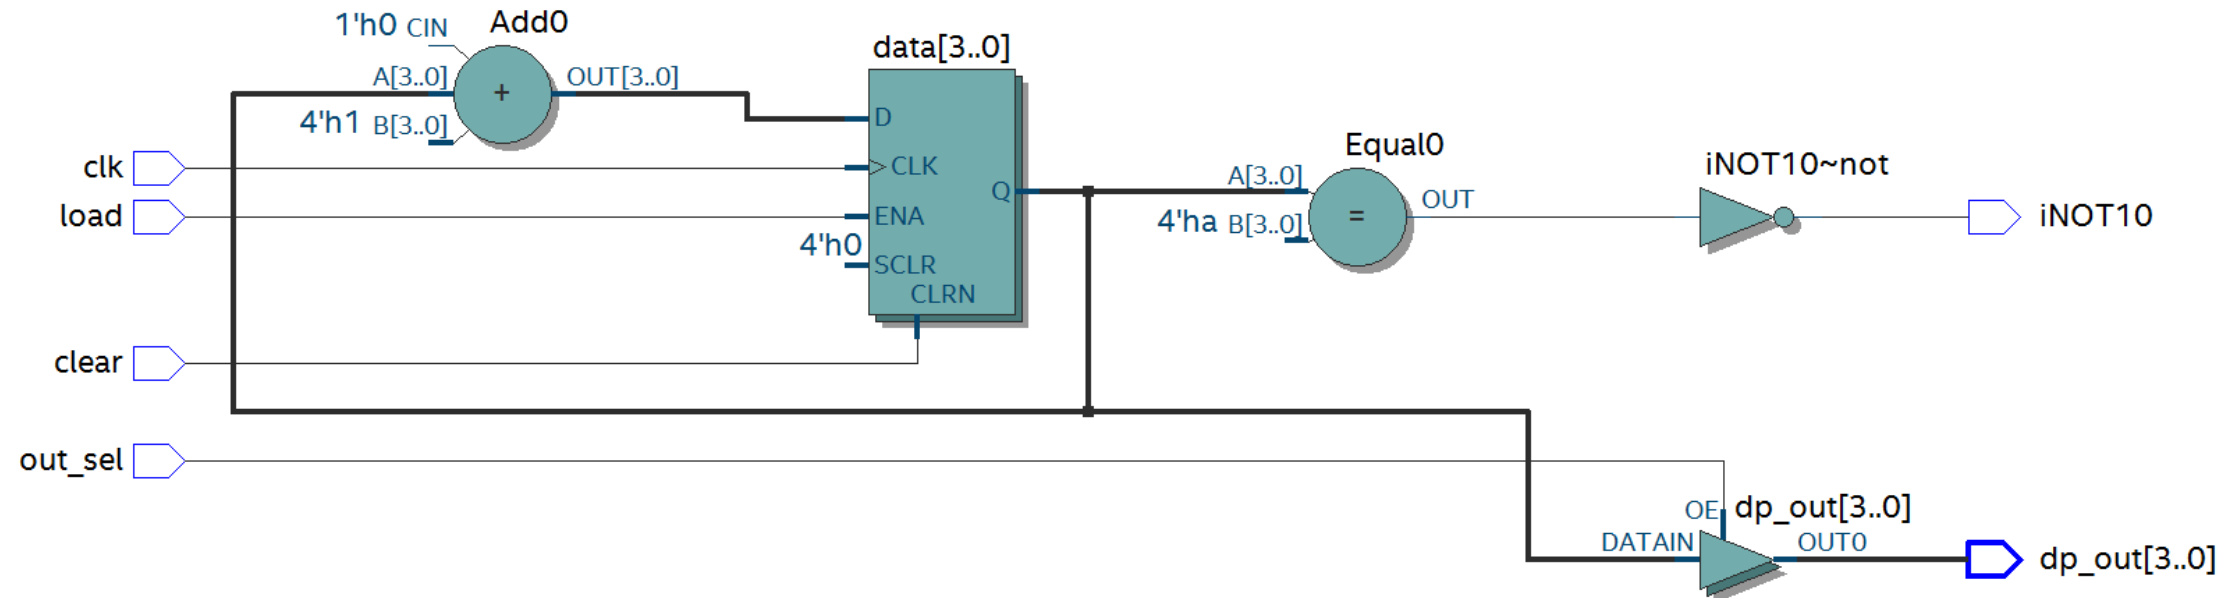 1'h0 CIN
Add0
A[3..0]
+
OUT[3..0]
4'h1 B[3..0]
data[3..0]
D
clk
CLK
load
ENA
4'h0
SCLR
CLRN
Q
Equal0
A[3..0]
=
OUT
4'ha B[3..0]
iNOT10~not
iNOT10
clear
out_sel
OE
dp_out[3..0]
DATAIN
OUT0
dp_out[3..0]